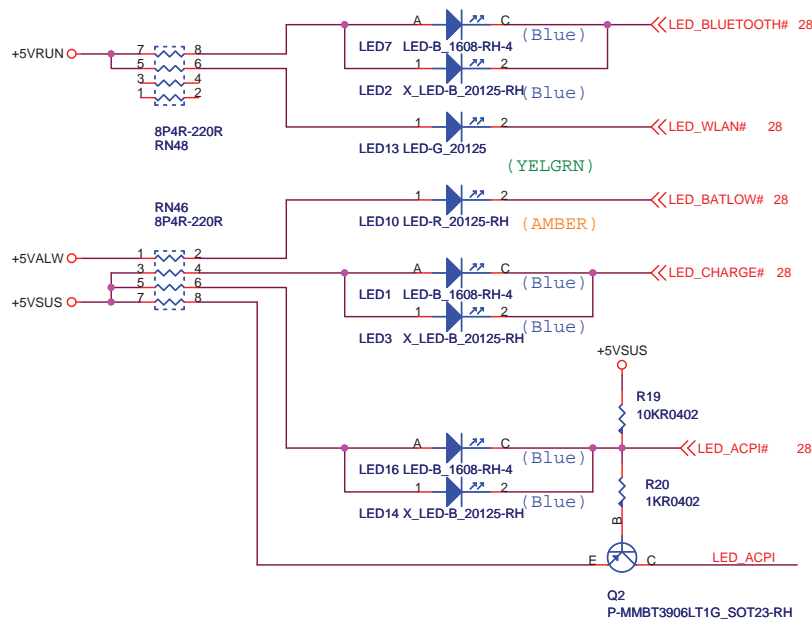 A C (Blue) LED_BLUETOOTH# 28
LED7 LED-B_1608-RH-4
+5VRUN 7 8
5 6 1 2
3 4 LED2 X_LED-B_20125-RH (Blue)
1 2
8P4R-220R
RN48
1 2 LED_WLAN# 28
LED13 LED-G_20125
(YELGRN)
RN46
8P4R-220R
1 2 LED_BATLOW# 28
LED10 LED-R_20125-RH (AMBER)
+5VALW 1 2
3 4 A C LED_CHARGE# 28
5 6 LED1 LED-B_1608-RH-4 (Blue)
+5VSUS 7 8
1 2 (Blue)
LED3 X_LED-B_20125-RH
+5VSUS
R19
10KR0402
A C (Blue) LED_ACPI# 28
LED16 LED-B_1608-RH-4
1 2 (Blue)
LED14 X_LED-B_20125-RH
R20
1KR0402
B
E C LED_ACPI
Q2
P-MMBT3906LT1G_SOT23-RH